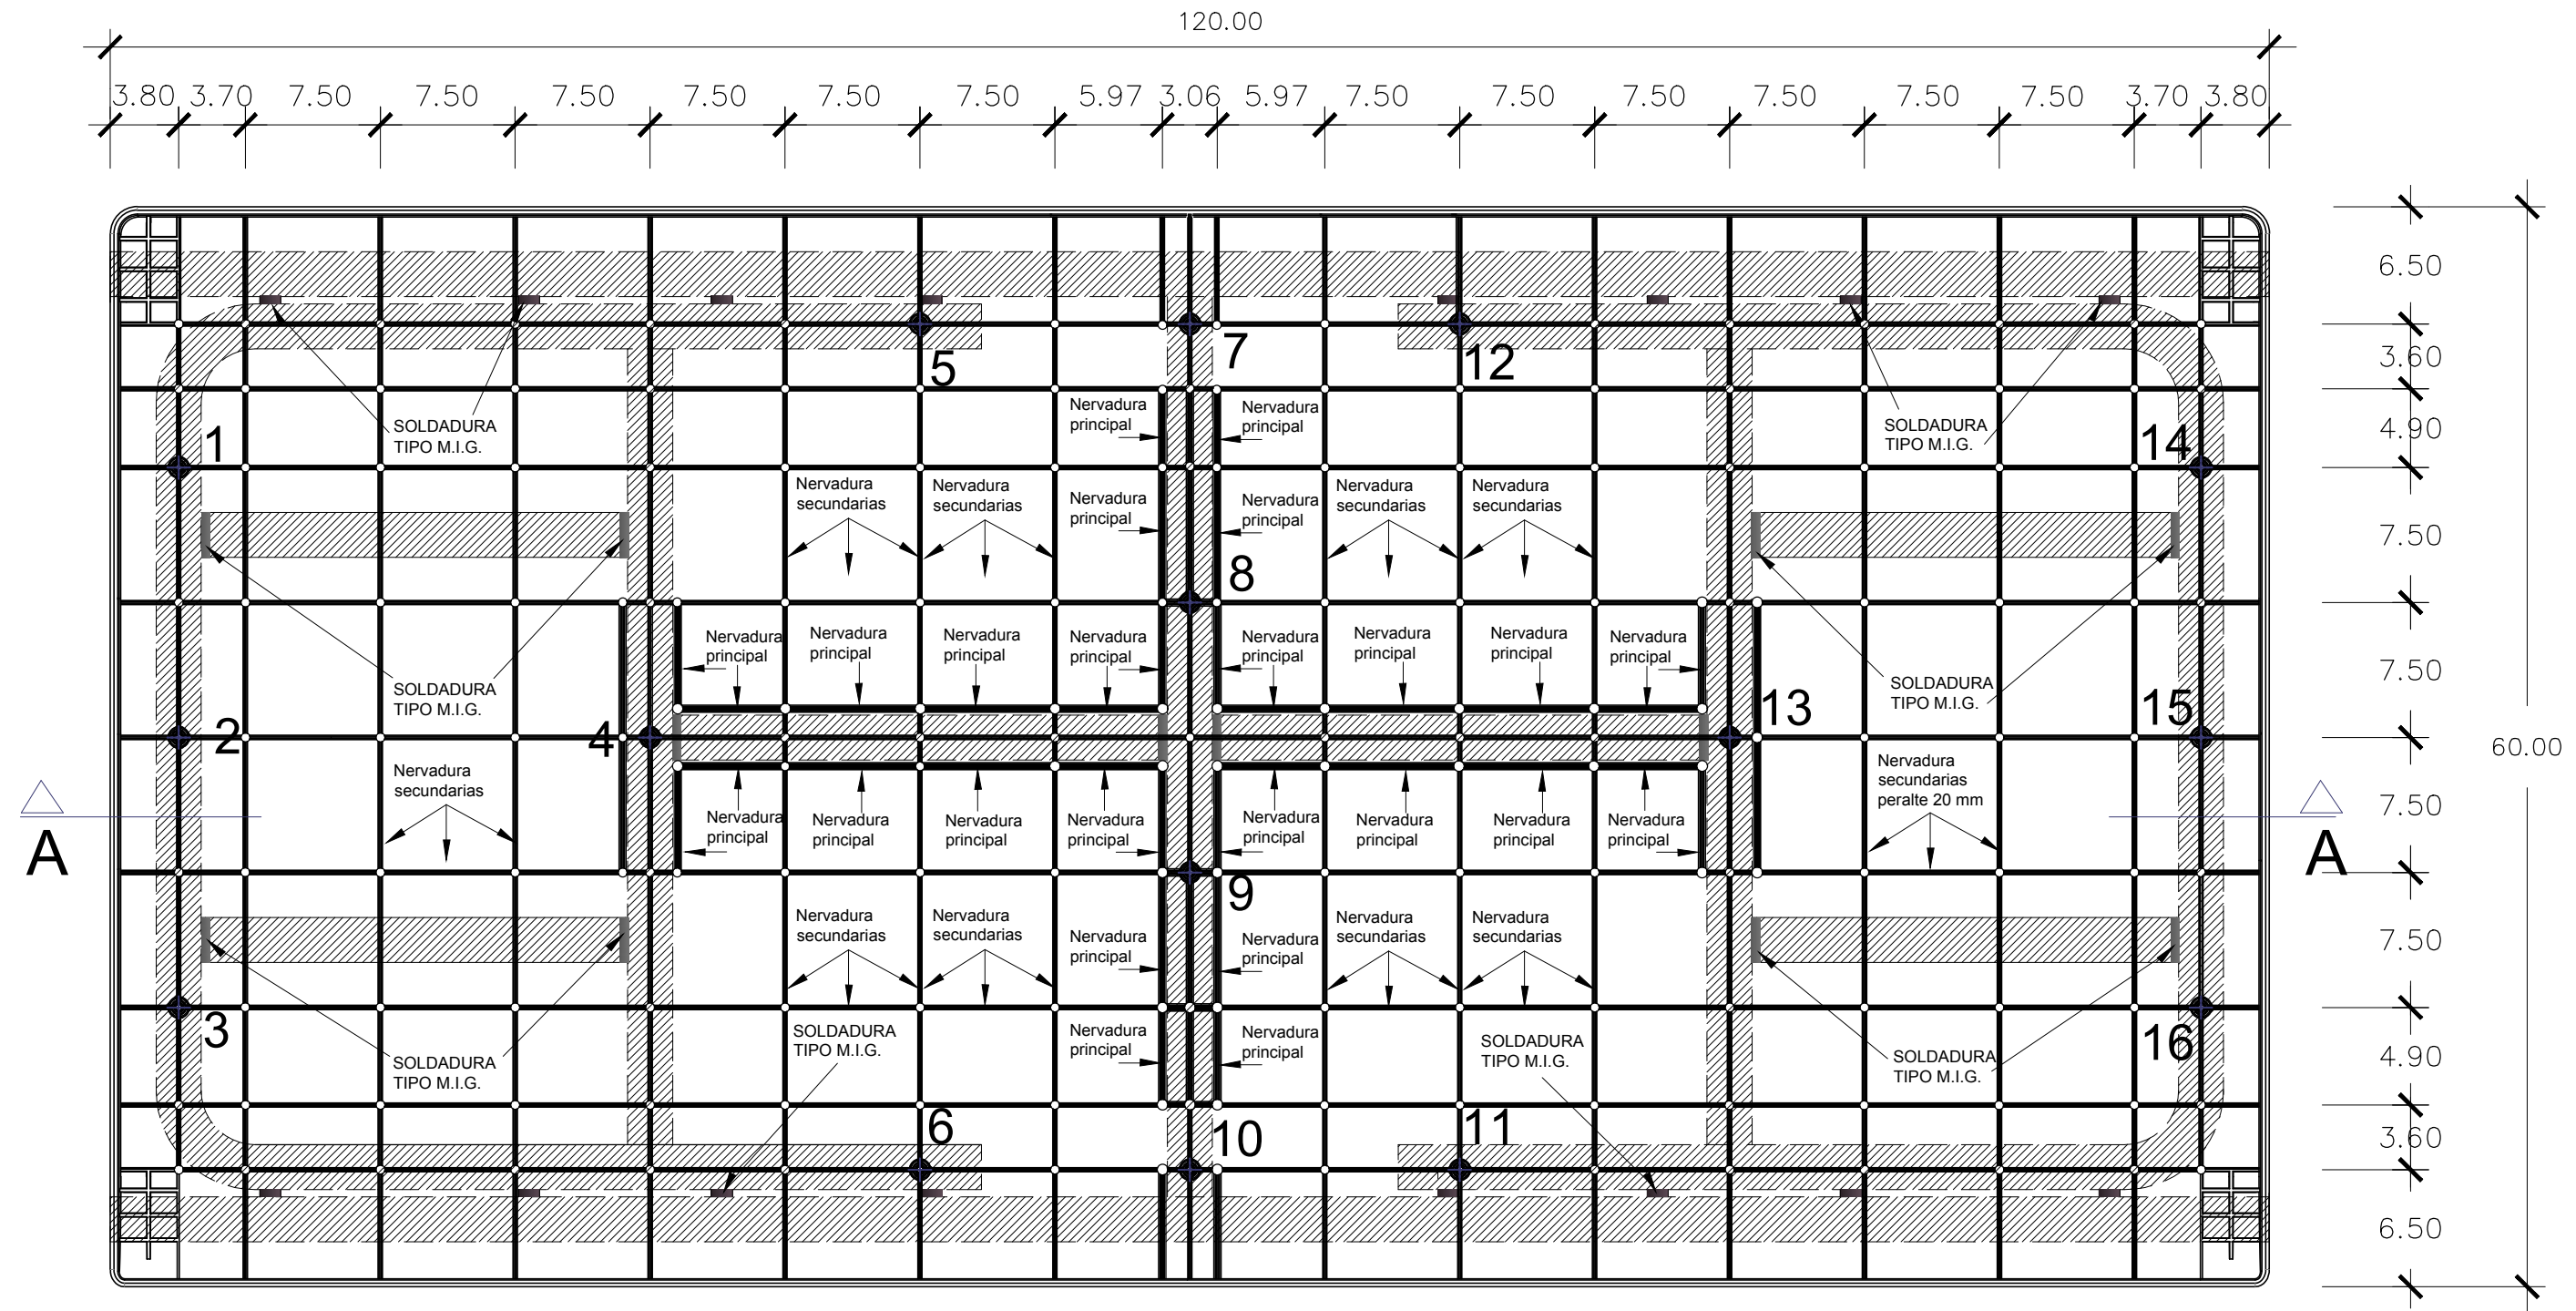 120.00
3.80 3.70 7.50 7.50 7.50 7.50 7.50 7.50 5.97 3.06 5.97 7.50 7.50 7.50 7.50 7.50 7.50 3.70 3.80
6.50
3.60
4.90
7.50
7.50
7.50
7.50
4.90
3.60
6.50
60.00
5
7
12
1
14
SOLDADURA
TIPO M.I.G.
Nervadura
principal
Nervadura
principal
SOLDADURA
TIPO M.I.G.
Nervadura
secundarias
Nervadura
secundarias
Nervadura
principal
Nervadura
principal
Nervadura
secundarias
Nervadura
secundarias
8
Nervadura
principal
Nervadura
principal
Nervadura
principal
Nervadura
principal
Nervadura
principal
Nervadura
principal
Nervadura
principal
Nervadura
principal
SOLDADURA
TIPO M.I.G.
SOLDADURA
TIPO M.I.G.
2
4
13
15
Nervadura
secundarias
Nervadura
secundarias
peralte 20 mm
Nervadura
principal
Nervadura
principal
Nervadura
principal
Nervadura
principal
Nervadura
principal
Nervadura
principal
Nervadura
principal
Nervadura
principal
A
A
9
Nervadura
secundarias
Nervadura
secundarias
Nervadura
principal
Nervadura
principal
Nervadura
secundarias
Nervadura
secundarias
3
SOLDADURA
TIPO M.I.G.
SOLDADURA
TIPO M.I.G.
Nervadura
principal
Nervadura
principal
SOLDADURA
TIPO M.I.G.
SOLDADURA
TIPO M.I.G.
16
6
10
11